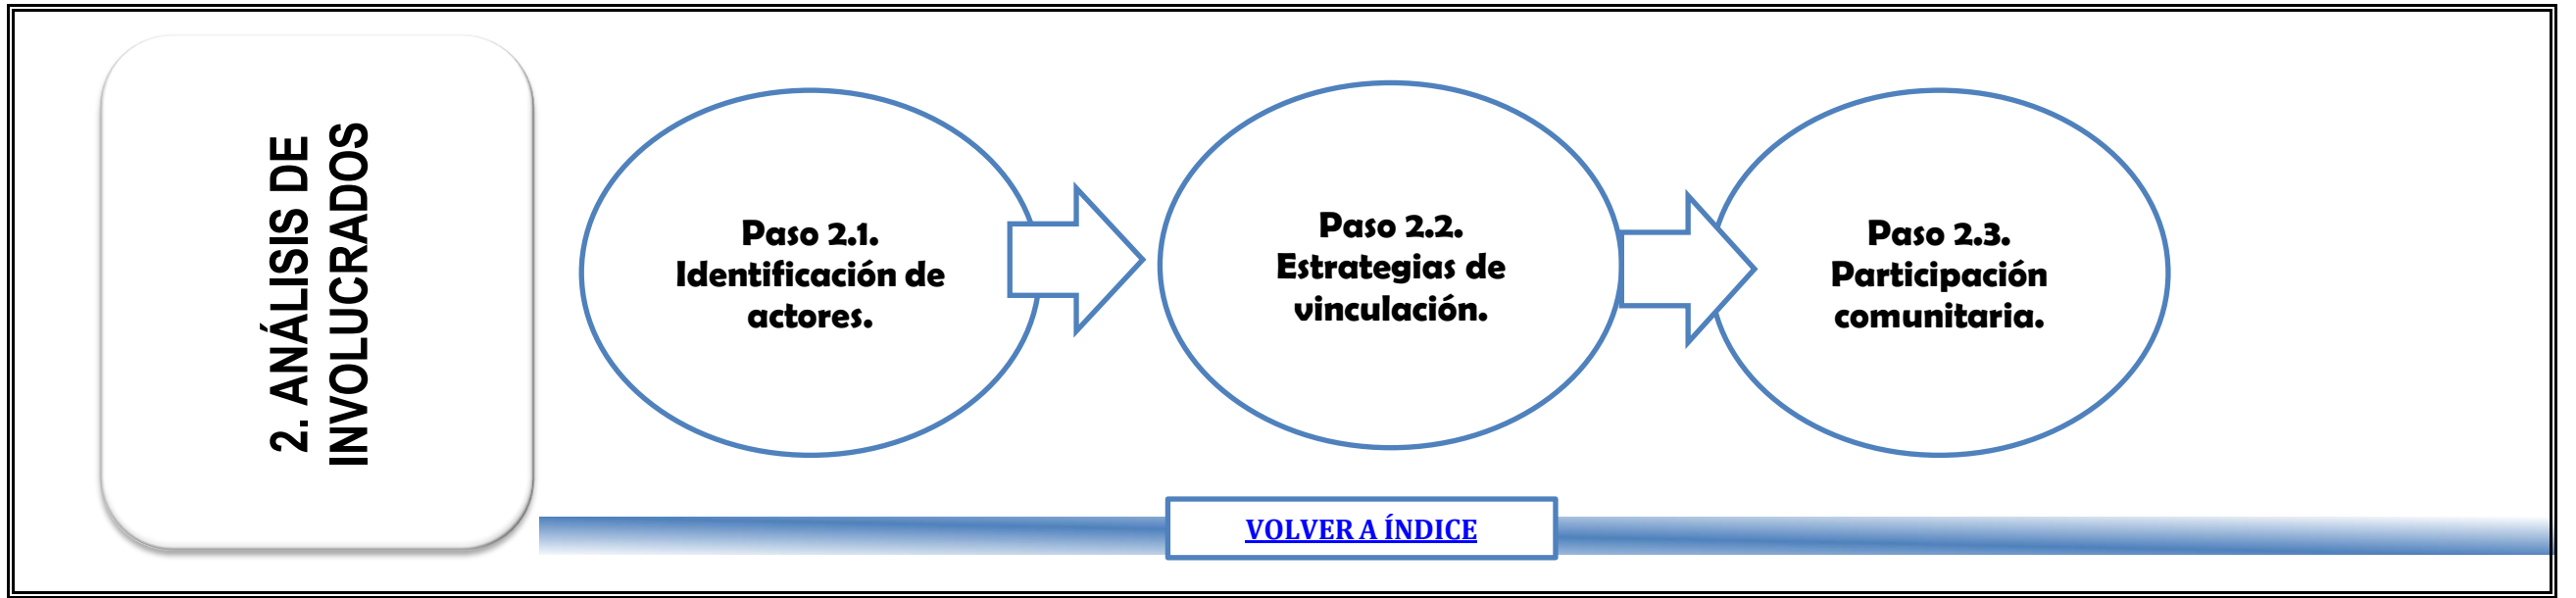 2. ANÁLISIS DE
INVOLUCRADOS
Paso 2.1.
Identificación de
actores.
Paso 2.2.
Estrategias de
vinculación.
Paso 2.3.
Participación
comunitaria.
VOLVER A ÍNDICE